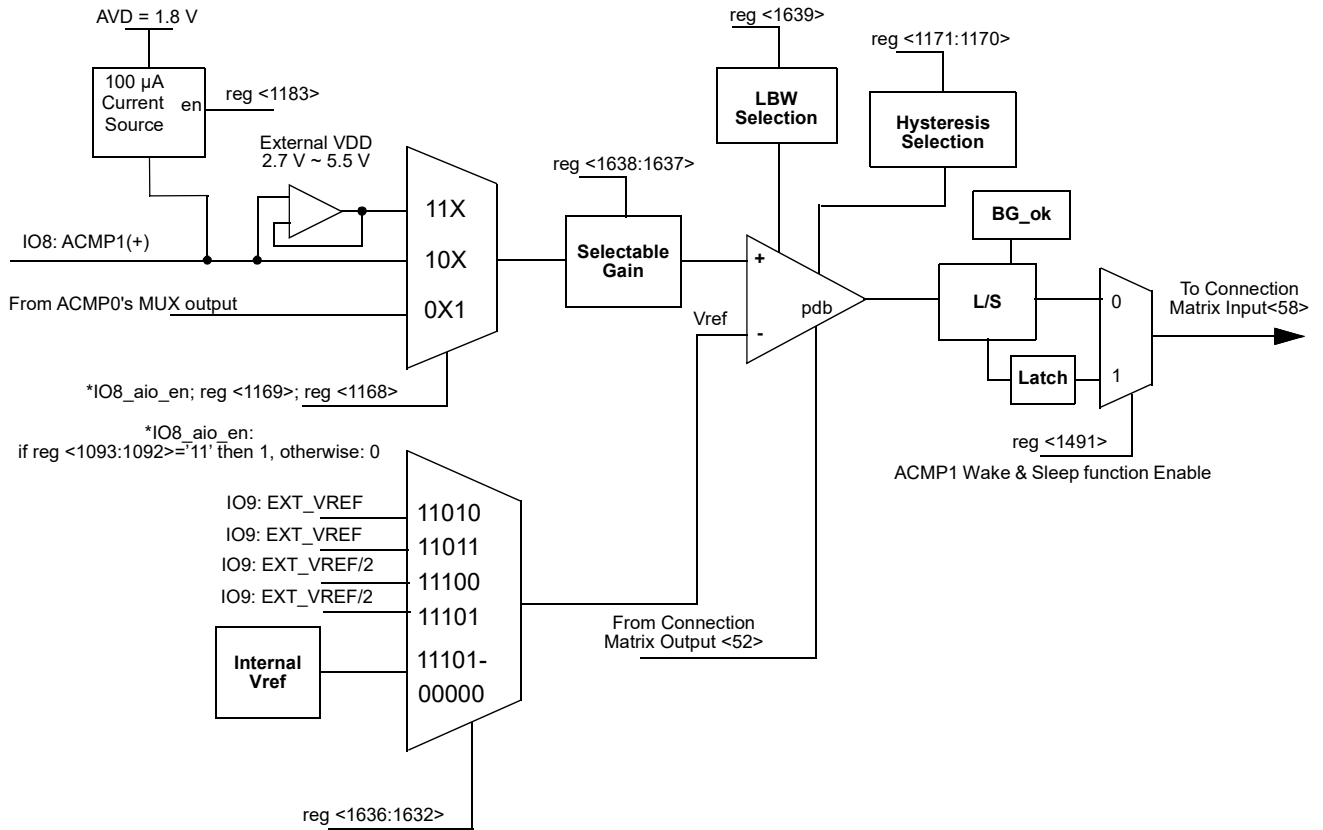 AVD = 1.8 V
100 µA
Current
Source
en
reg <1183>
External VDD
2.7 V ~ 5.5 V
IO8: ACMP1(+)
From ACMP0's MUX output
11X
10X
0X1
*IO8_aio_en; reg <1169>; reg <1168>
*IO8_aio_en:
if reg <1093:1092>='11' then 1, otherwise: 0
reg <1638:1637>
Selectable
Gain
reg <1639>
LBW
Selection
reg <1171:1170>
Hysteresis
Selection
+
-
pdb
Vref
BG_ok
L/S
Latch
0
1
To Connection
Matrix Input<58>
reg <1491>
ACMP1 Wake & Sleep function Enable
IO9: EXT_VREF
IO9: EXT_VREF
IO9: EXT_VREF/2
IO9: EXT_VREF/2
11010
11011
11100
11101
11101-
00000
Internal
Vref
From Connection
Matrix Output <52>
reg <1636:1632>